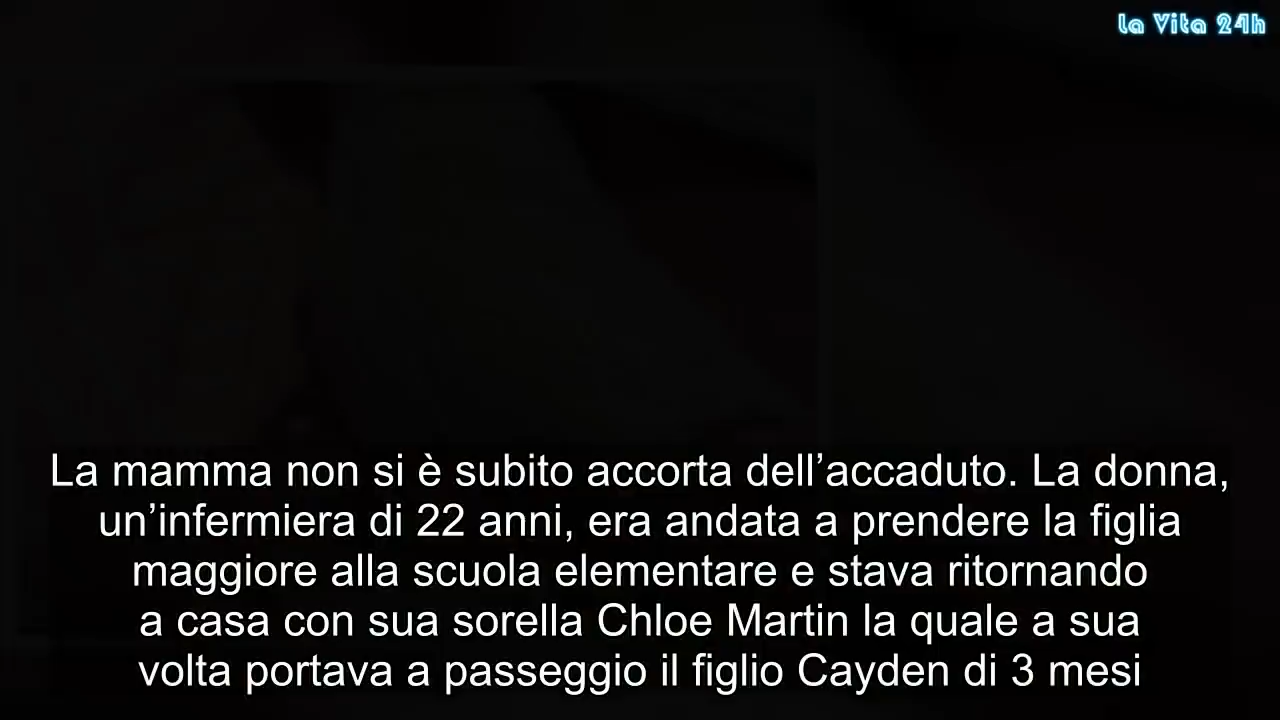 la Vita 24h
La mamma non si è subito accorta dell’accaduto. La donna,
un’infermiera di 22 anni, era andata a prendere la figlia
maggiore alla scuola elementare e stava ritornando
a casa con sua sorella Chloe Martin la quale a sua
volta portava a passeggio il figlio Cayden di 3 mesi